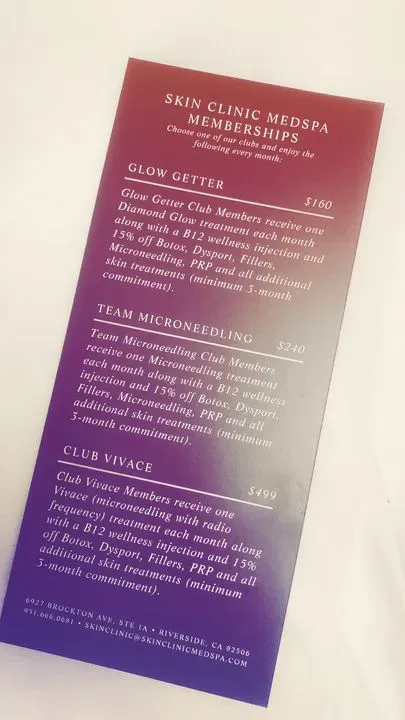 SKIN CLINIC MEDSPA
MEMBERSHIPS
Choose one of our clubs and enjoy the
following every month:
GLOW GETTER $160
Glow Getter Club Members receive one
Diamond Glow treatment each month
along with a B12 wellness injection and
15% off Botox, Dysport, Fillers,
Microneedling, PRP and all additional
skin treatments (minimum 3-month
commitment).
TEAM MICRONEEDLING $240
Team Microneedling Club Members
receive one Microneedling treatment
each month along with a B12 wellness
injection and 15% off Botox, Dysport,
Fillers, Microneedling, PRP and all
additional skin treatments (minimum
3-month commitment).
CLUB VIVACE $499
Club Vivace Members receive one
Vivace (microneedling with radio
frequency) treatment each month along
with a B12 wellness injection and 15%
off Botox, Dysport, Fillers, PRP and all
additional skin treatments (minimum
3-month commitment).
6927 BROCKTON AVE, STE 1A • RIVERSIDE, CA 92506
951.666.0681 • SKINCLINIC@SKINCLINICMEDSPA.COM